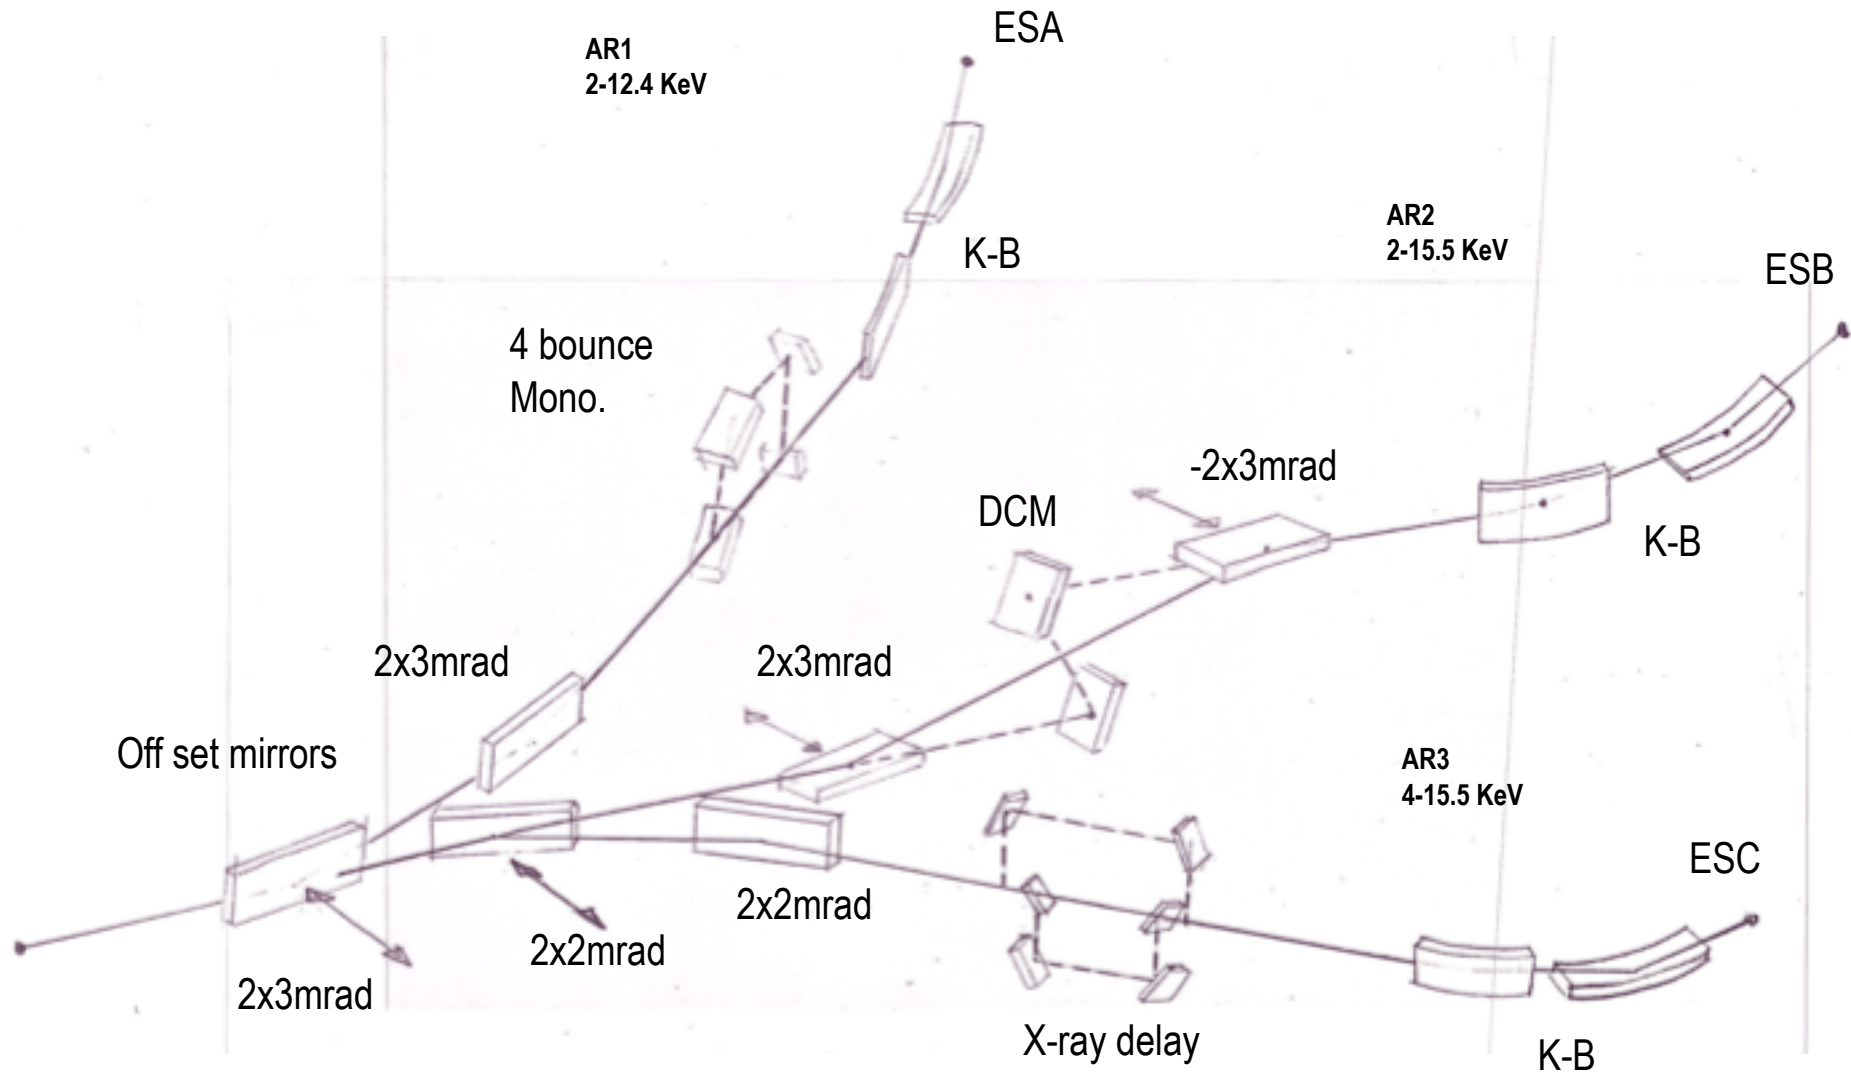 ESA
AR1
2-12.4 KeV
AR2
2-15.5 KeV
K-B
ESB
4 bounce
Mono.
-2x3mrad
DCM
K-B
2x3mrad
2x3mrad
Off set mirrors
AR3
4-15.5 KeV
ESC
2x2mrad
2x2mrad
2x3mrad
X-ray delay
K-B